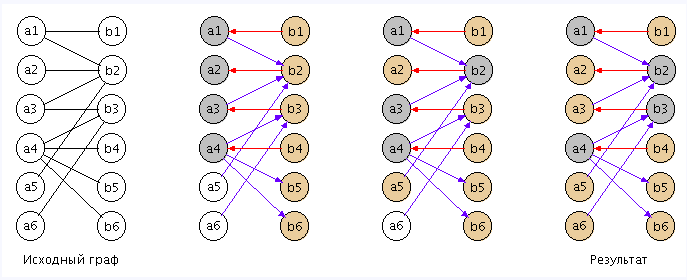 a1 b1 a1 b1 a1 b1 a1 b1
a2 b2 a2 b2 a2 b2 a2 b2
a3 b3 a3 b3 a3 b3 a3 b3
a4 b4 a4 b4 a4 b4 a4 b4
a5 b5 a5 b5 a5 b5 a5 b5
a6 b6 a6 b6 a6 b6 a6 b6
Исходный граф Результат